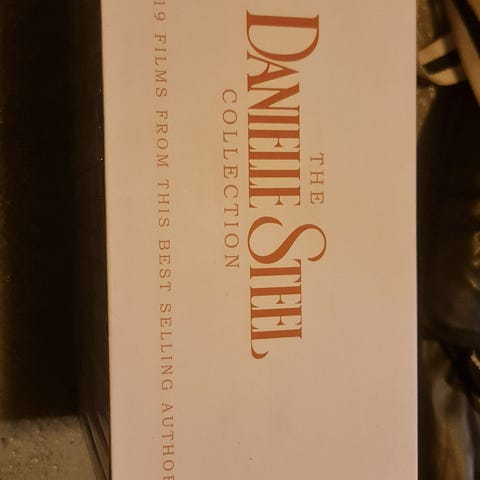 THE
DANIELLE STEEL
COLLECTION
19 FILMS FROM THIS BEST SELLING AUTHOR